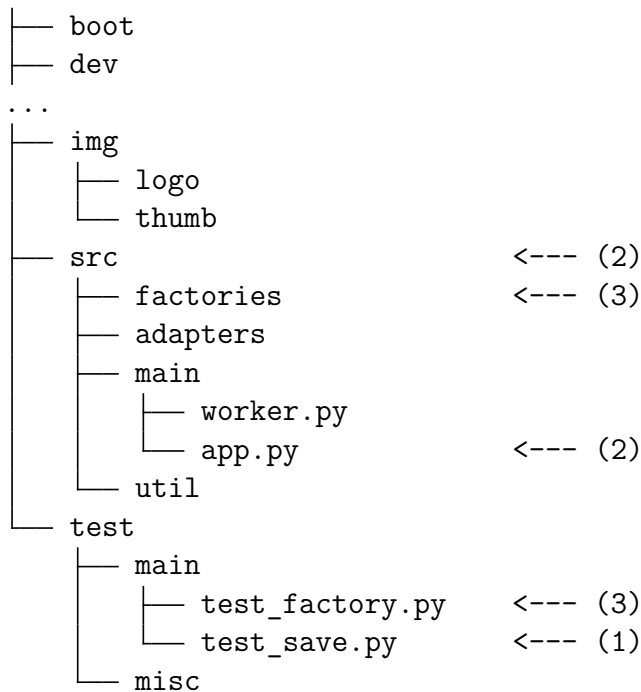 ├── boot
├── dev
...
├── img
│   ├── logo
│   └── thumb
├── src                        <--- (2)
│   ├── factories              <--- (3)
│   ├── adapters
│   ├── main
│   │   ├── worker.py
│   │   └── app.py             <--- (2)
│   └── util
└── test
    ├── main
    │   ├── test_factory.py    <--- (3)
    │   └── test_save.py       <--- (1)
    └── misc